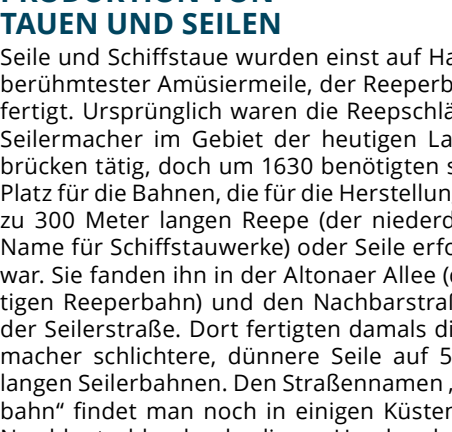 PRODUKTION VON
TAUEN UND SEILEN
Seile und Schiffstaue wurden einst auf Ha
berühmtester Amüsiermeile, der Reeperb
fertigt. Ursprünglich waren die Reepschlä
Seilermacher im Gebiet der heutigen La
brücken tätig, doch um 1630 benötigten s
Platz für die Bahnen, die für die Herstellun
zu 300 Meter langen Reepe (der niederd
Name für Schiffstauwerke) oder Seile erfo
war. Sie fanden ihn in der Altonaer Allee (
tigen Reeperbahn) und den Nachbarstraß
der Seilerstraße. Dort fertigten damals di
macher schlichtere, dünnere Seile auf 5
langen Seilerbahnen. Den Straßennamen „
bahn“ findet man noch in einigen Küsten